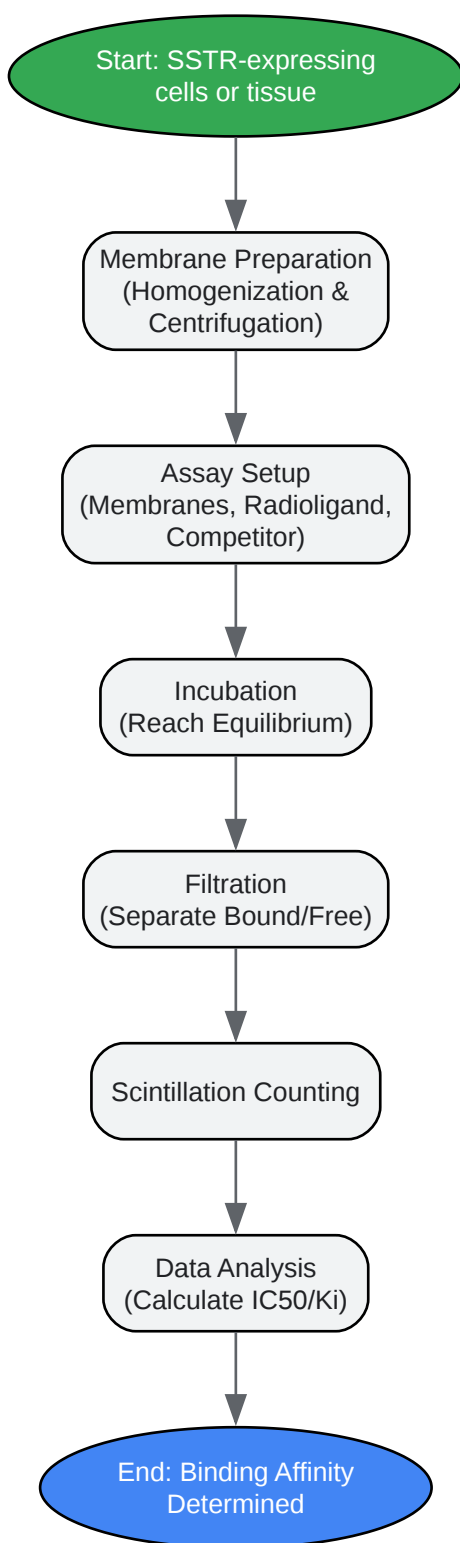 Start: SSTR-expressing
cells or tissue
Membrane Preparation
(Homogenization &
Centrifugation)
Assay Setup
(Membranes, Radioligand,
Competitor)
Incubation
(Reach Equilibrium)
Filtration
(Separate Bound/Free)
Scintillation Counting
Data Analysis
(Calculate IC50/Ki)
End: Binding Affinity
Determined